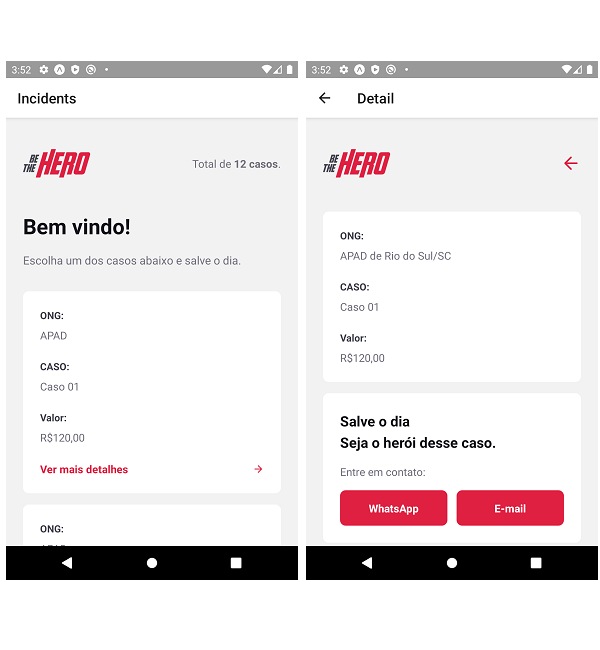 3:52
Incidents
BE THE HERO
Total de 12 casos.
Bem vindo!
Escolha um dos casos abaixo e salve o dia.
ONG:
APAD
CASO:
Caso 01
Valor:
R$120,00
Ver mais detalhes
ONG:
3:52
Detail
BE THE HERO
ONG:
APAD de Rio do Sul/SC
CASO:
Caso 01
Valor:
R$120,00
Salve o dia
Seja o herói desse caso.
Entre em contato:
WhatsApp
E-mail